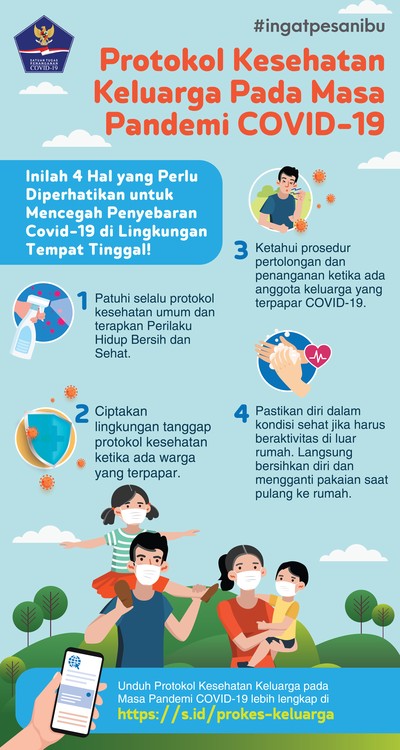 #ingatpesanibu
SATUAN TUGAS
PENANGANAN
COVID-19
Protokol Kesehatan
Keluarga Pada Masa
Pandemi COVID-19
Inilah 4 Hal yang Perlu
Diperhatikan untuk
Mencegah Penyebaran
Covid-19 di Lingkungan
Tempat Tinggal!
1 Patuhi selalu protokol
kesehatan umum dan
terapkan Perilaku
Hidup Bersih dan
Sehat.
2 Ciptakan
lingkungan tanggap
protokol kesehatan
ketika ada warga
yang terpapar.
3 Ketahui prosedur
pertolongan dan
penanganan ketika ada
anggota keluarga yang
terpapar COVID-19.
4 Pastikan diri dalam
kondisi sehat jika harus
beraktivitas di luar
rumah. Langsung
bersihkan diri dan
mengganti pakaian saat
pulang ke rumah.
Unduh Protokol Kesehatan Keluarga pada
Masa Pandemi COVID-19 lebih lengkap di
https://s.id/prokes-keluarga